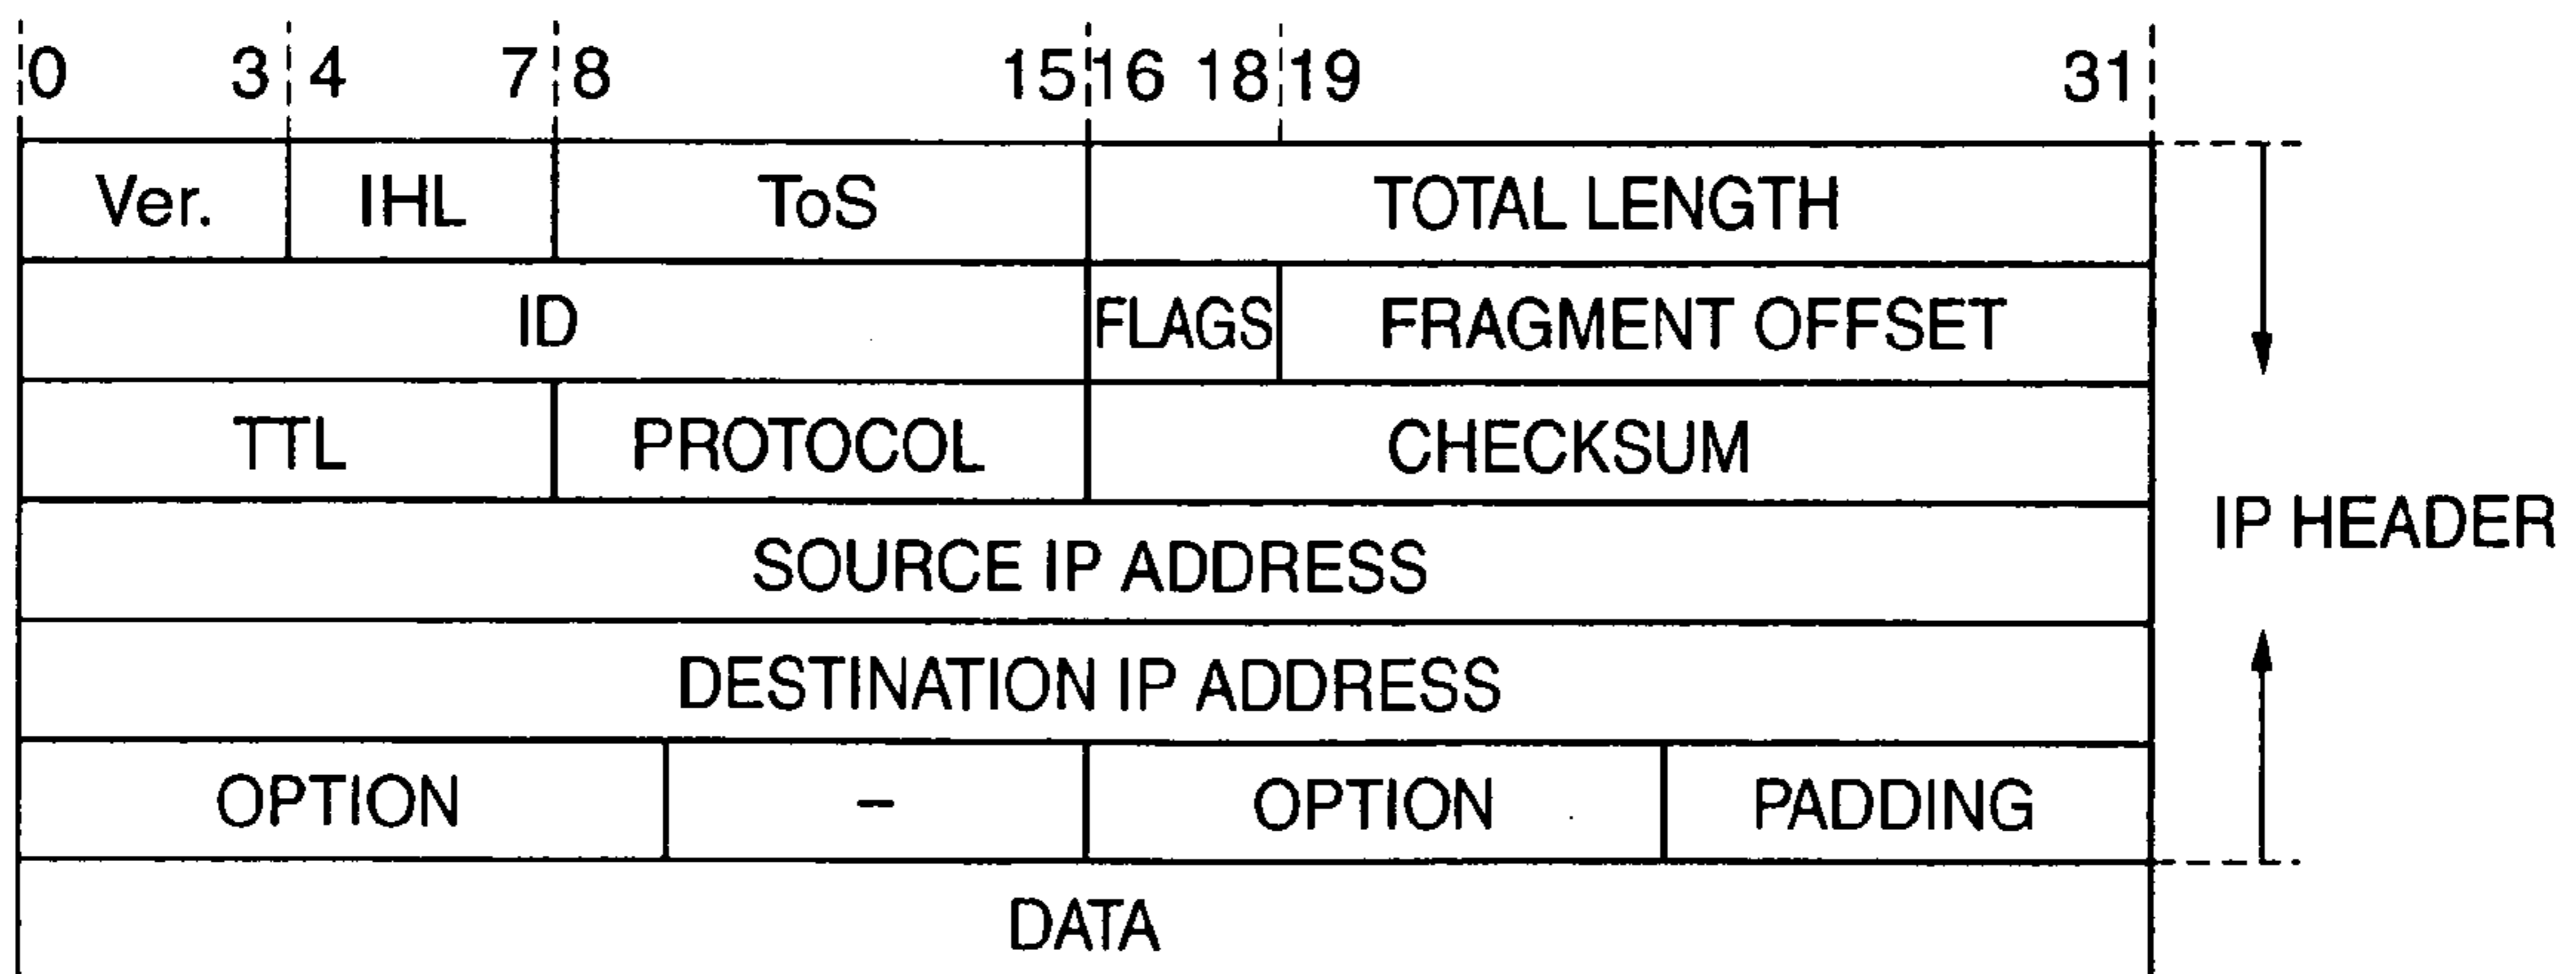 0 3 4 7 8 15 16 18 19 31
Ver. IHL ToS TOTAL LENGTH
ID FLAGS FRAGMENT OFFSET
TTL PROTOCOL CHECKSUM
SOURCE IP ADDRESS
IP HEADER
DESTINATION IP ADDRESS
OPTION – OPTION PADDING
DATA